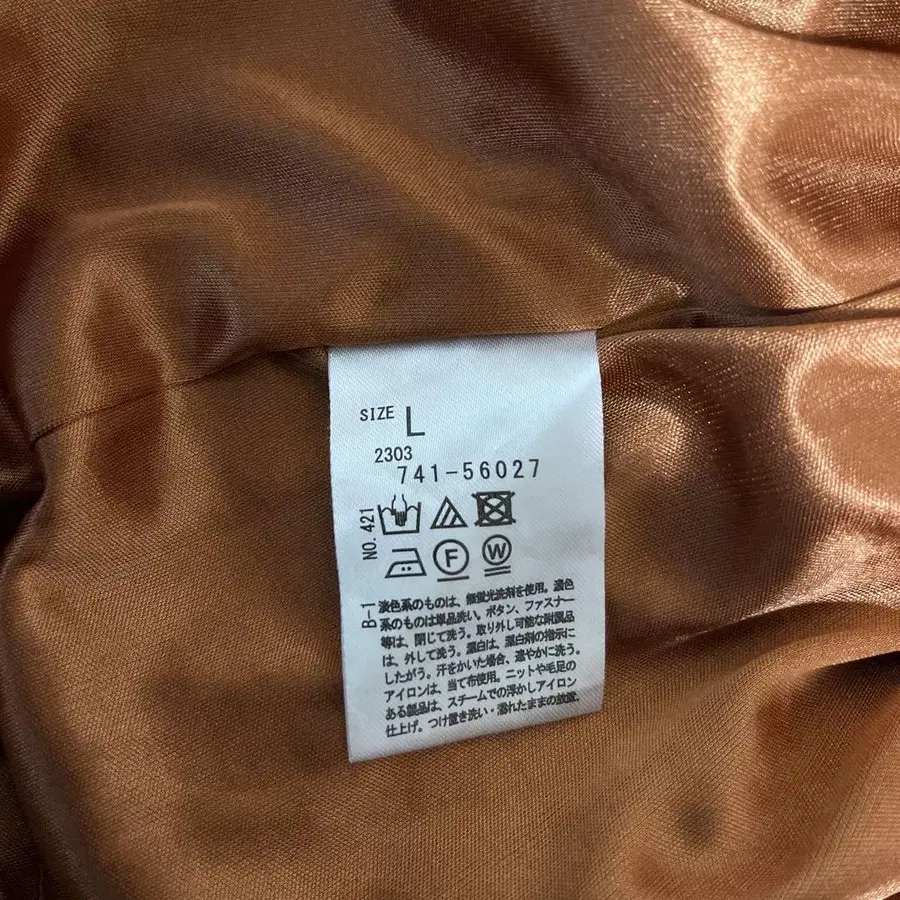 SIZE L
2303
741-56027
NO. 421
F W
B-1
淡色系のものは、無蛍光洗剤を使用。濃色
系のものは単品洗い。ボタン、ファスナー
等は、閉じて洗う。取り外し可能な附属品
は、外して洗う。漂白は、漂白剤の指示に
したがう。汗をかいた場合、速やかに洗う。
アイロンは、当て布使用。ニットや毛足の
ある製品は、スチームでの浮かしアイロン
仕上げ。つけ置き洗い・濡れたままの放置、